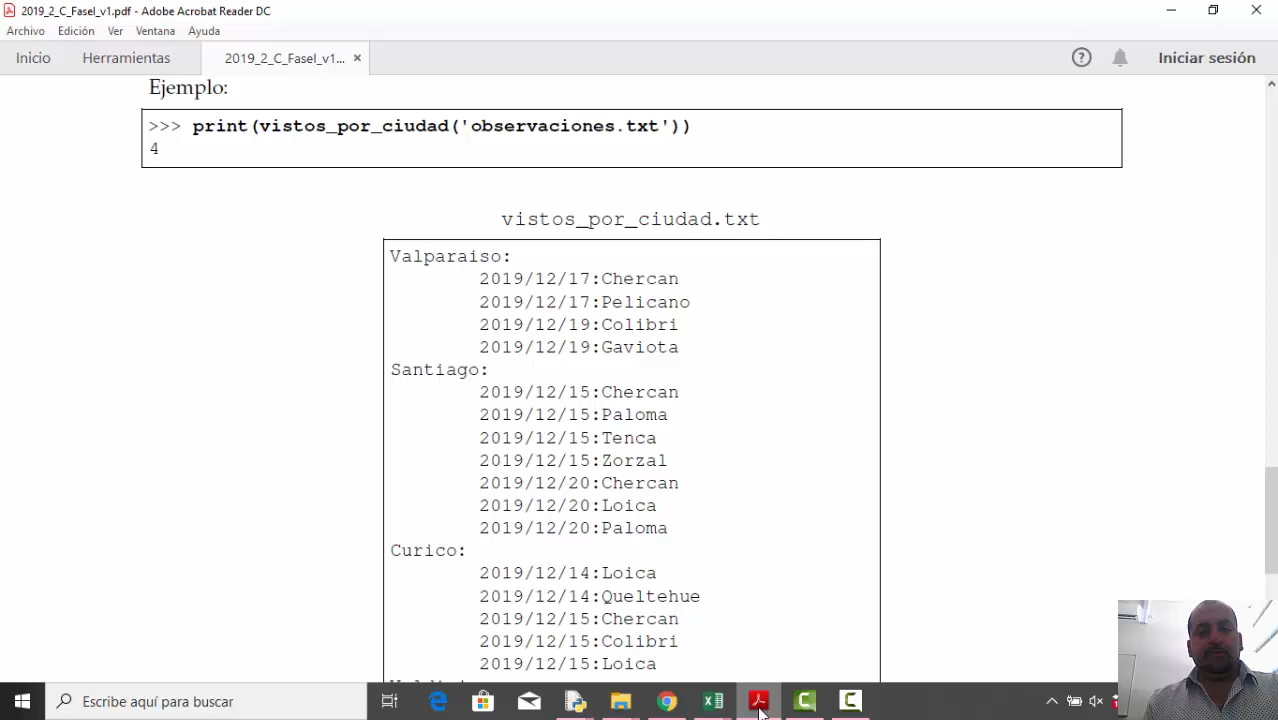 2019_2_C_Fasel_v1.pdf - Adobe Acrobat Reader DC
Archivo Edición Ver Ventana Ayuda
Inicio Herramientas 2019_2_C_Fasel_v1... × Iniciar sesión
Ejemplo:
>>> print(vistos_por_ciudad('observaciones.txt'))
4
vistos_por_ciudad.txt
Valparaiso:
2019/12/17:Chercan
2019/12/17:Pelicano
2019/12/19:Colibri
2019/12/19:Gaviota
Santiago:
2019/12/15:Chercan
2019/12/15:Paloma
2019/12/15:Tenca
2019/12/15:Zorzal
2019/12/20:Chercan
2019/12/20:Loica
2019/12/20:Paloma
Curico:
2019/12/14:Loica
2019/12/14:Queltehue
2019/12/15:Chercan
2019/12/15:Colibri
2019/12/15:Loica
Escribe aquí para buscar